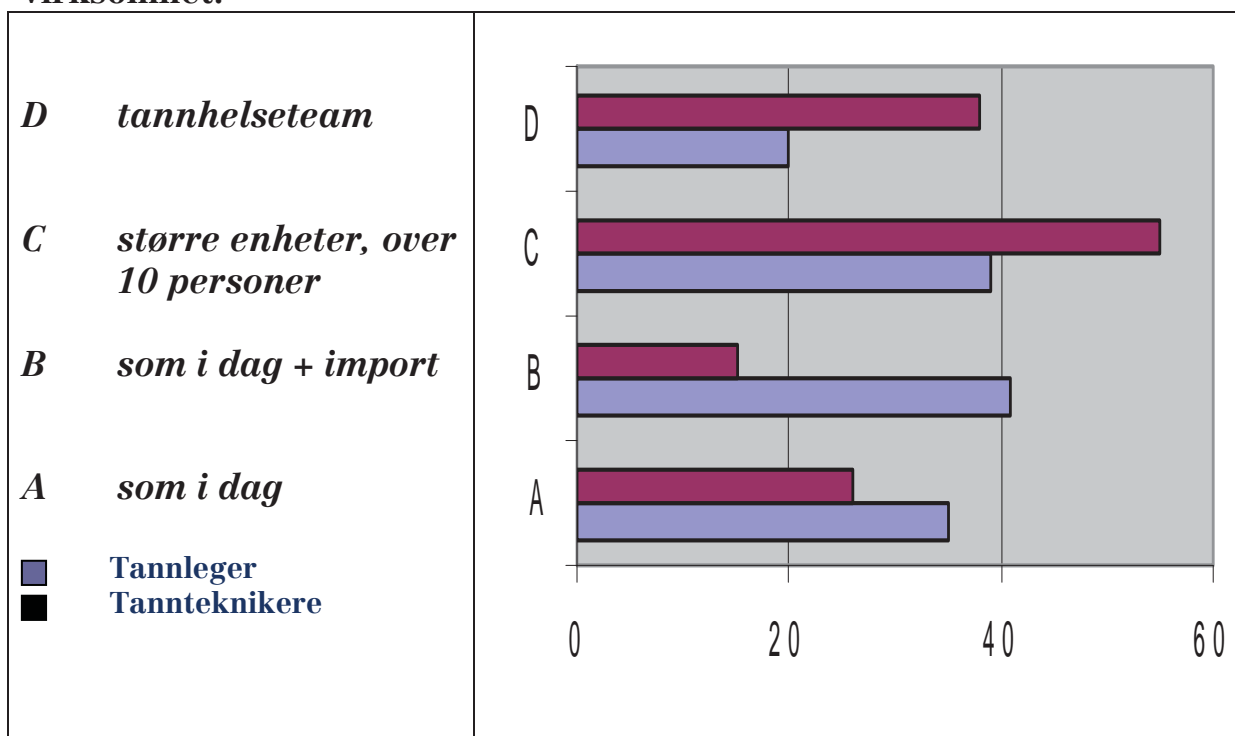 D tannhelseteam
C større enheter, over
10 personer
B som i dag + import
A som i dag
Tannleger
Tannteknikere
D
C
B
A
0 20 40 60